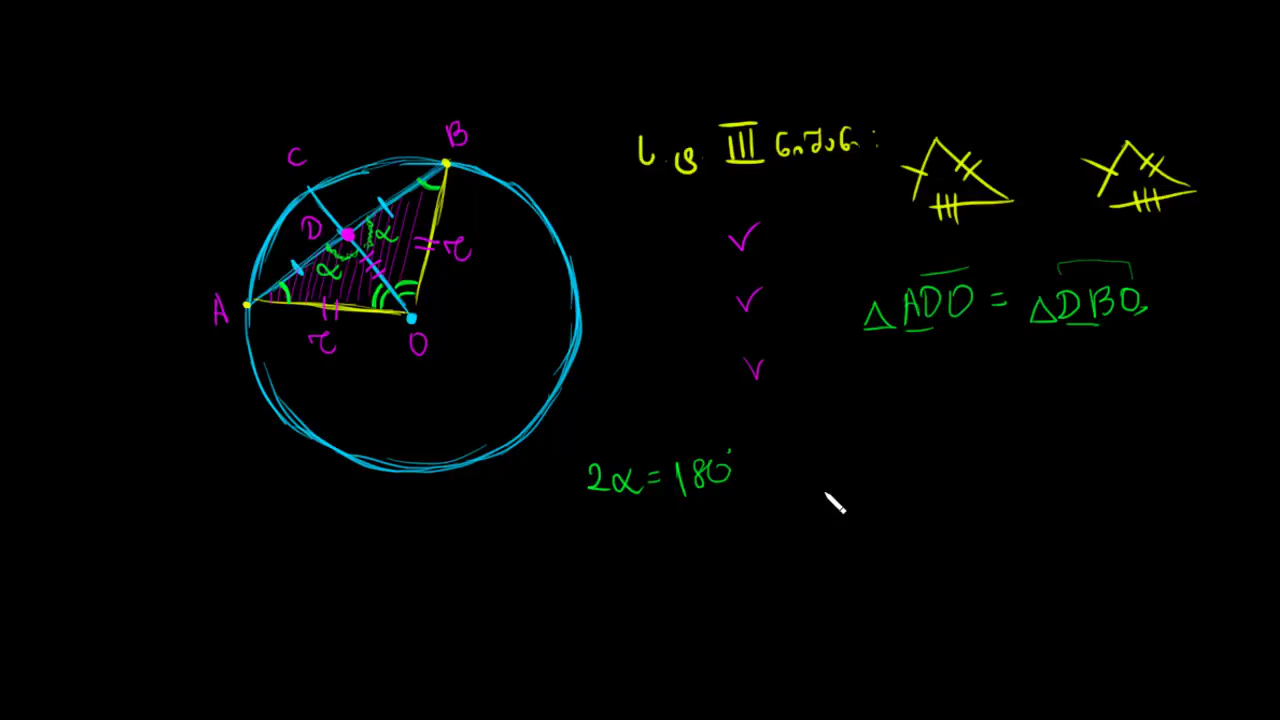 B
C
ს. ტ. III ნიშანი:
D
α
α
τ
A
τ
O
△ADO = △DBO,
2α = 180°